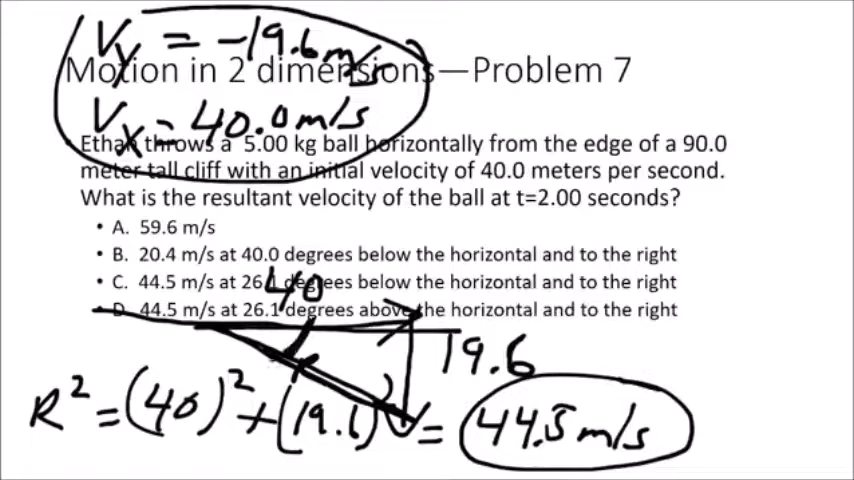 Vy = -19.6 m/s
Motion in 2 dimensions—Problem 7
Vx = 40.0 m/s
• Ethan throws a 5.00 kg ball horizontally from the edge of a 90.0
meter tall cliff with an initial velocity of 40.0 meters per second.
What is the resultant velocity of the ball at t=2.00 seconds?
• A. 59.6 m/s
• B. 20.4 m/s at 40.0 degrees below the horizontal and to the right
• C. 44.5 m/s at 26.1 degrees below the horizontal and to the right
40
• D. 44.5 m/s at 26.1 degrees above the horizontal and to the right
19.6
R² = (40)² + (19.6)² = 44.5 m/s